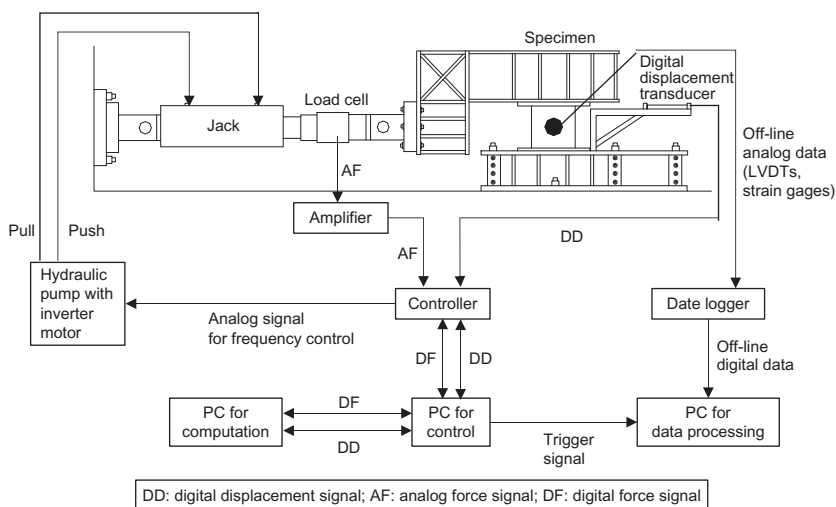 Specimen
Digital
displacement
transducer
Load cell
Jack
AF
Off-line
analog data
(LVDTs,
strain gages)
Amplifier
Pull
Push
DD
AF
Hydraulic
pump with
inverter
motor
Controller
Date logger
Analog signal
for frequency control
DF
DD
Off-line
digital data
PC for
computation
DF
DD
PC for
control
Trigger
signal
PC for
data processing
DD: digital displacement signal; AF: analog force signal; DF: digital force signal